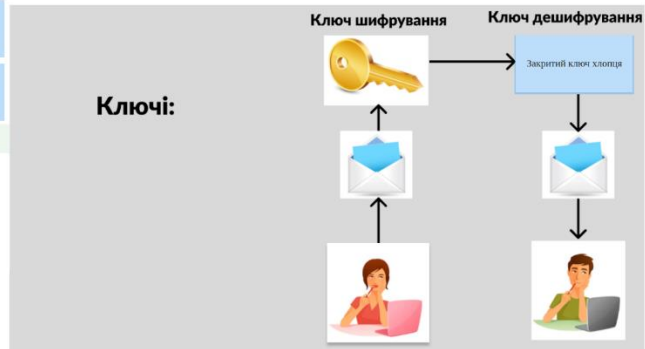 Ключ шифрування
Ключ дешифрування
Закритий ключ хлопця
Ключі: